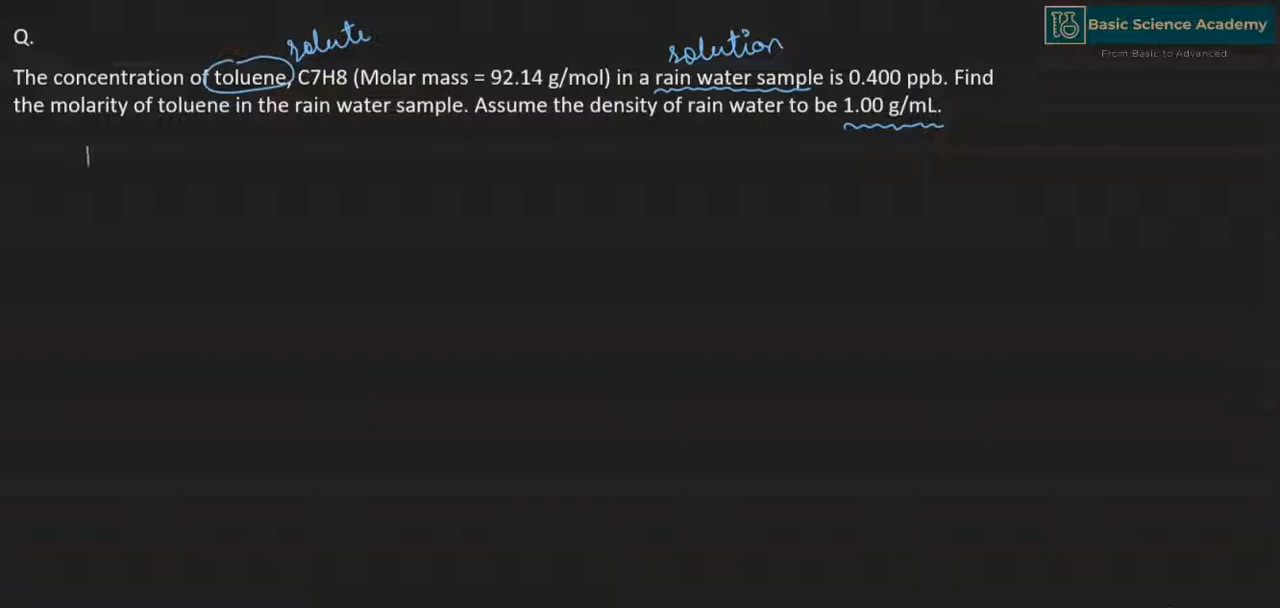 Basic Science Academy
From Basic to Advanced
Q.
solute
solution
The concentration of toluene, C7H8 (Molar mass = 92.14 g/mol) in a rain water sample is 0.400 ppb. Find
the molarity of toluene in the rain water sample. Assume the density of rain water to be 1.00 g/mL.